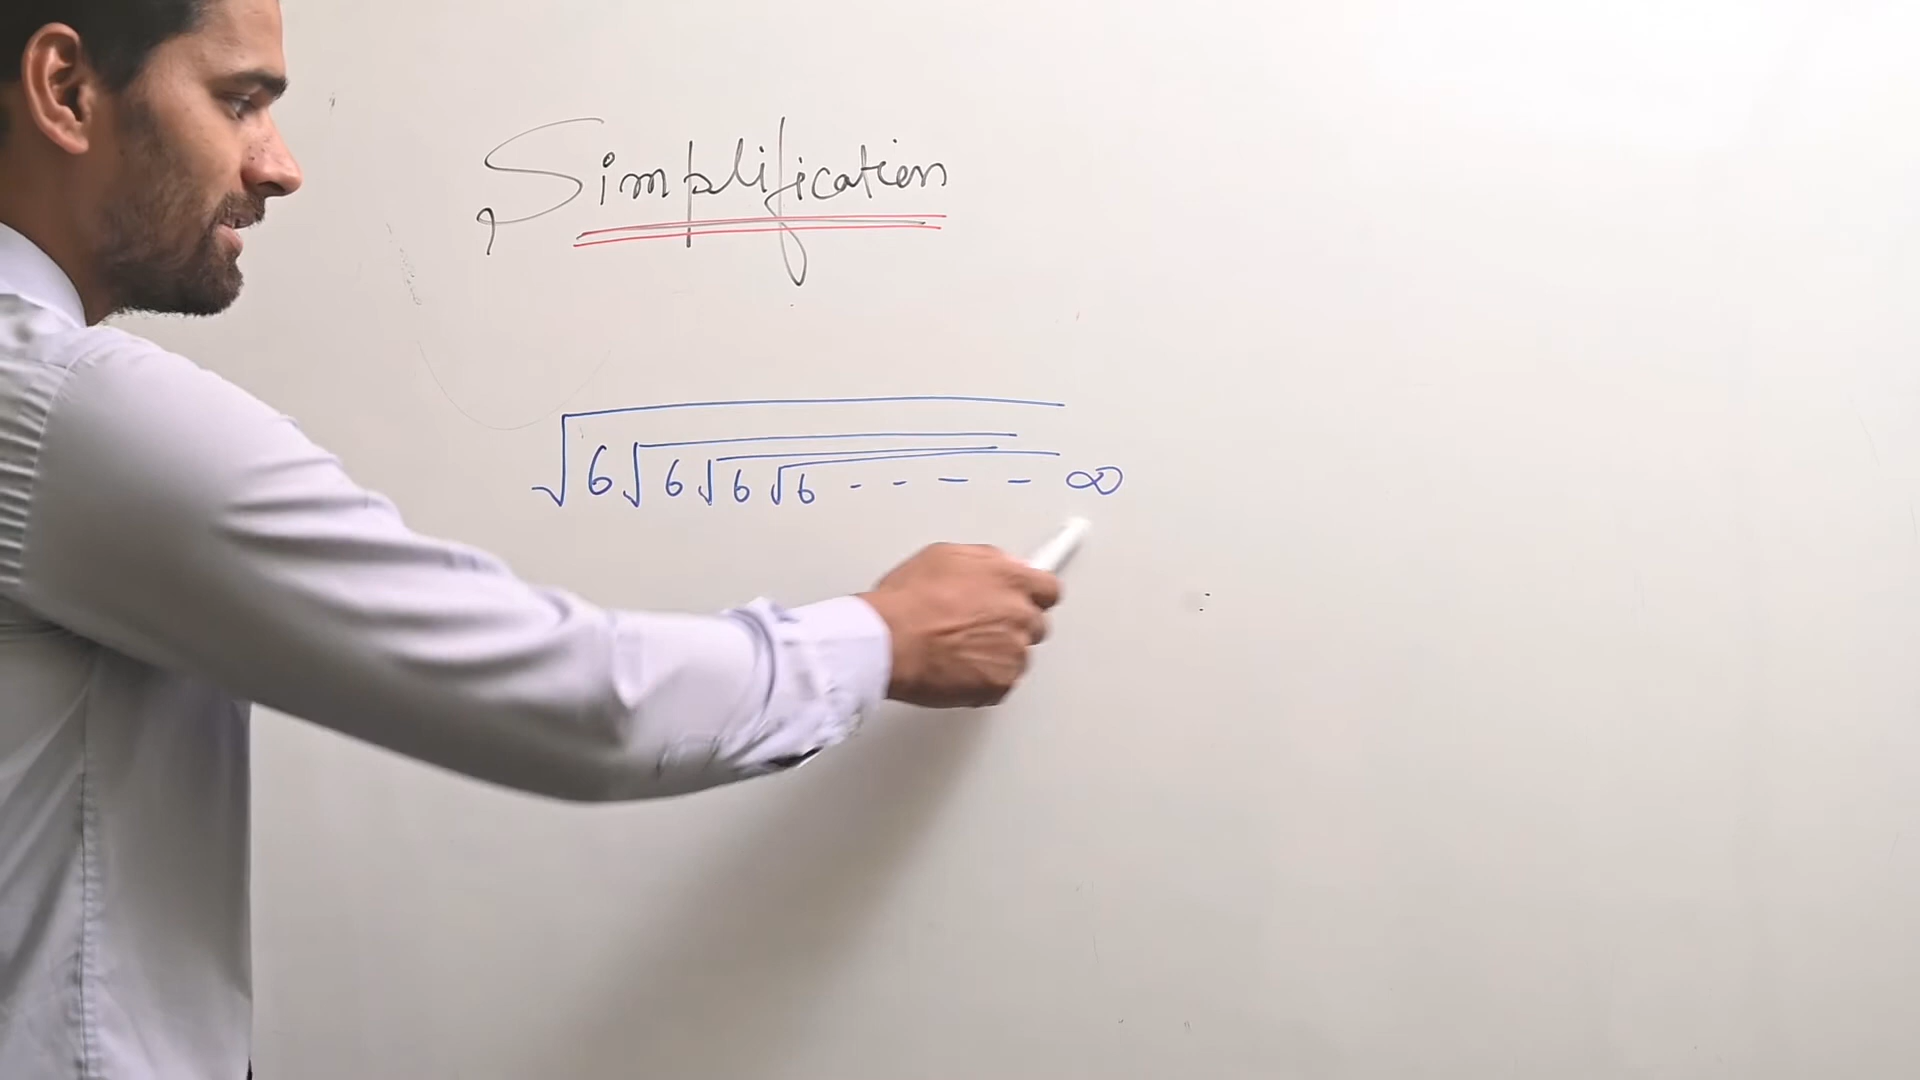 Simplification
√6√6√6√6 - - - - ∞